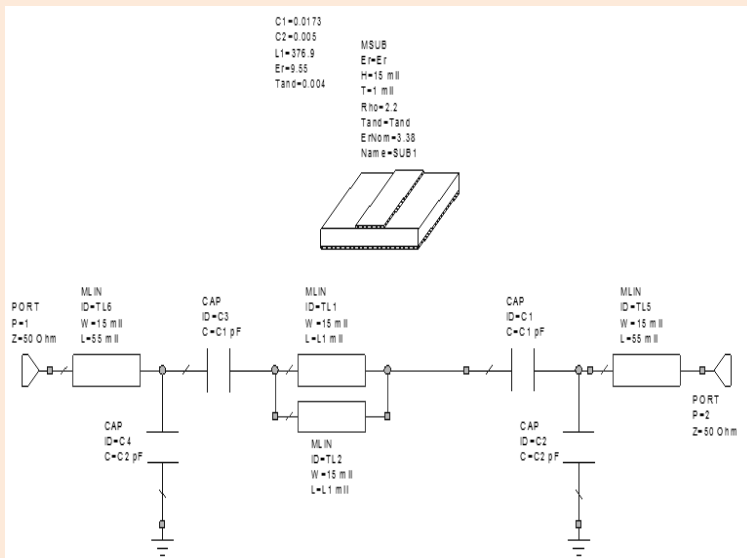 C1=0.0173
C2=0.005
L1=376.9
Er=9.55
Tand=0.004
MSUB
Er=Er
H=15 mil
T=1 mil
Rho=2.2
Tand=Tand
ErNom=3.38
Name=SUB1
PORT
P=1
Z=50 Ohm
MLIN
ID=TL6
W=15 mil
L=55 mil
CAP
ID=C3
C=C1 pF
MLIN
ID=TL1
W=15 mil
L=L1 mil
CAP
ID=C1
C=C1 pF
MLIN
ID=TL5
W=15 mil
L=55 mil
CAP
ID=C4
C=C2 pF
MLIN
ID=TL2
W=15 mil
L=L1 mil
CAP
ID=C2
C=C2 pF
PORT
P=2
Z=50 Ohm